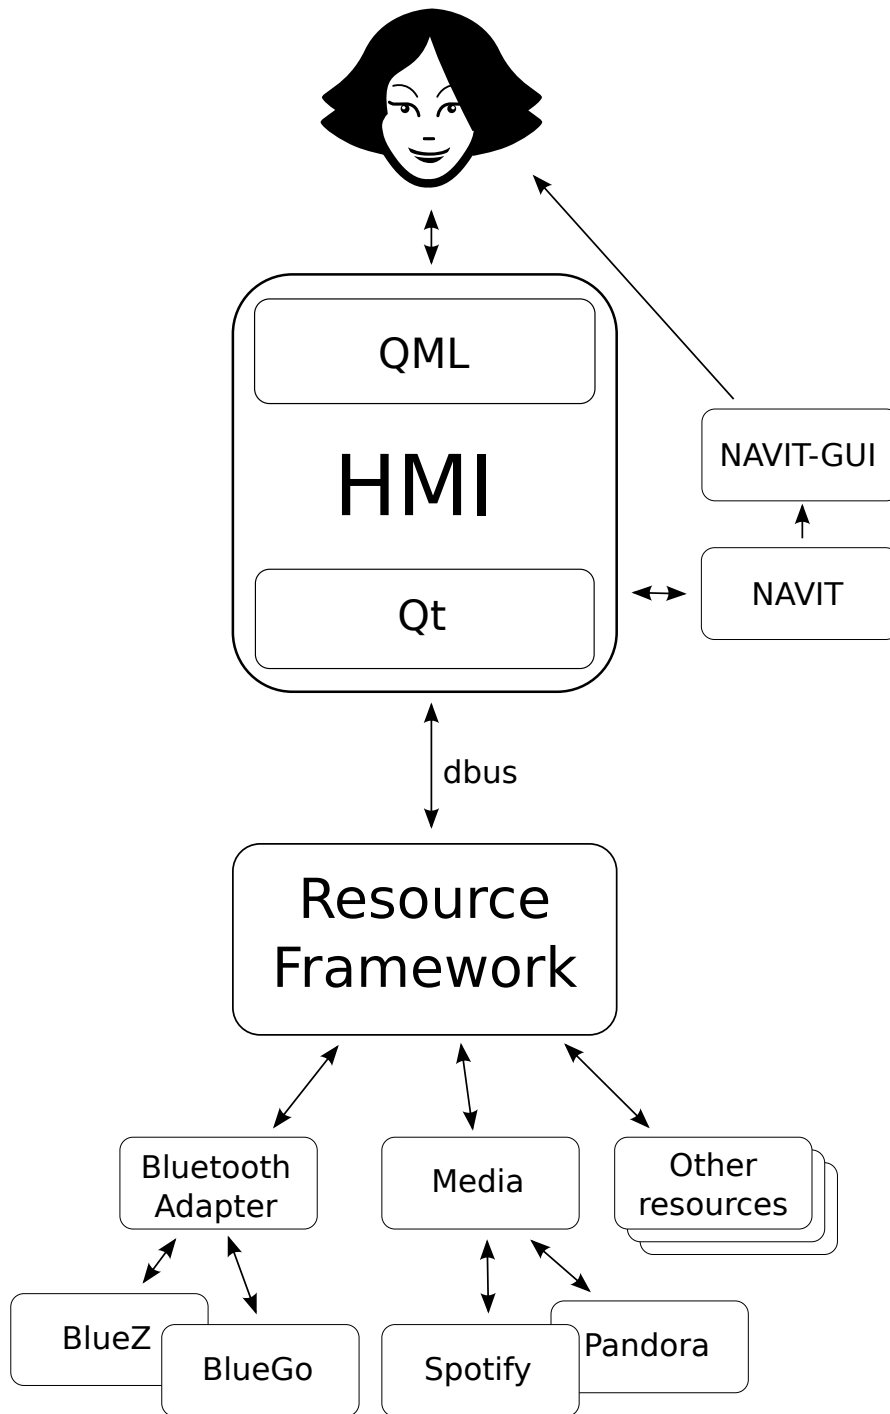 QML
HMI
NAVIT-GUI
NAVIT
Qt
dbus
Resource
Framework
Bluetooth
Adapter
Media
Other
resources
BlueZ
BlueGo
Spotify
Pandora